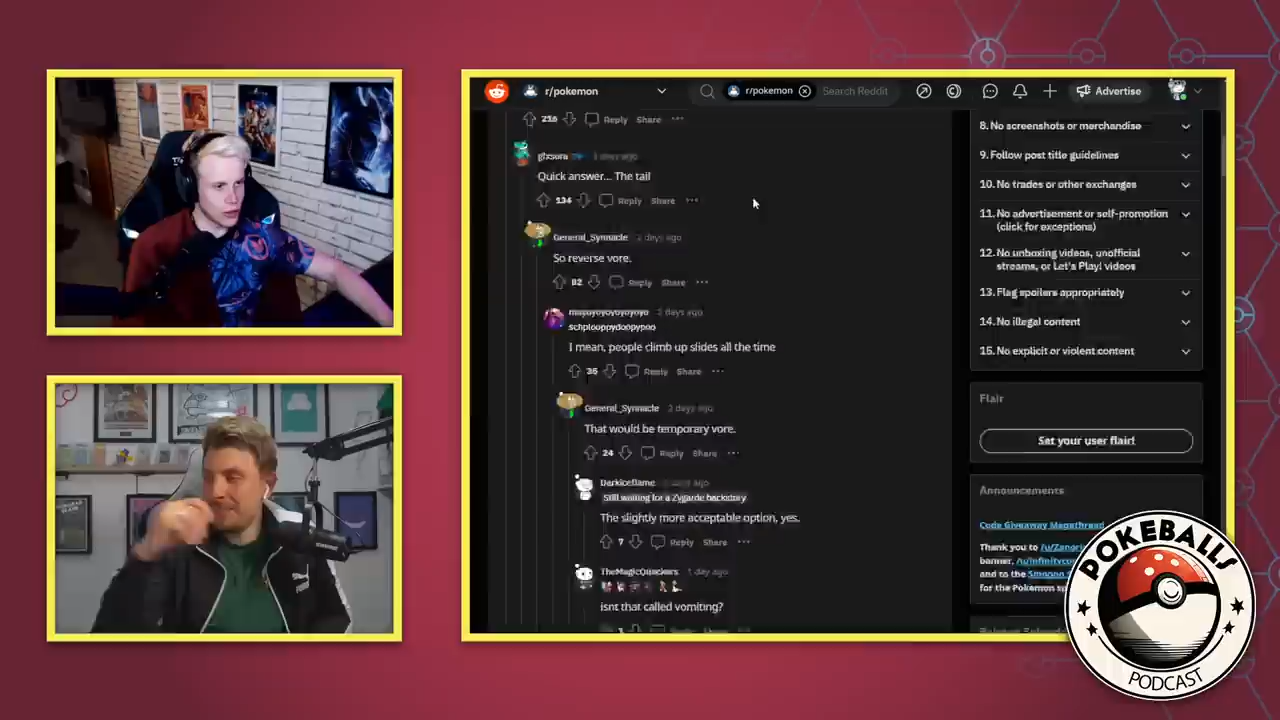 r/pokemon
r/pokemon
Search Reddit
Advertise
Reply Share
Quick answer... The tail
134 Reply Share
General_Synnacle 2 days ago
So reverse vore.
82 Reply Share
2 days ago
I mean, people climb up slides all the time
35 Reply Share
General_Synnacle 2 days ago
That would be temporary vore.
24 Reply Share
Darkiceflame
Still waiting for a Zygarde backstory
The slightly more acceptable option, yes.
7 Reply Share
TheMagicQuackers 1 day ago
isnt that called vomiting?
8. No screenshots or merchandise
9. Follow post title guidelines
10. No trades or other exchanges
11. No advertisement or self-promotion
(click for exceptions)
12. No unboxing videos, unofficial
streams, or Let's Play! videos
13. Flag spoilers appropriately
14. No illegal content
15. No explicit or violent content
Flair
Set your user flair!
Announcements
Code Giveaway Megathread
Thank you to
banner,
and to the
for the Pokemon
POKEBALLS
PODCAST